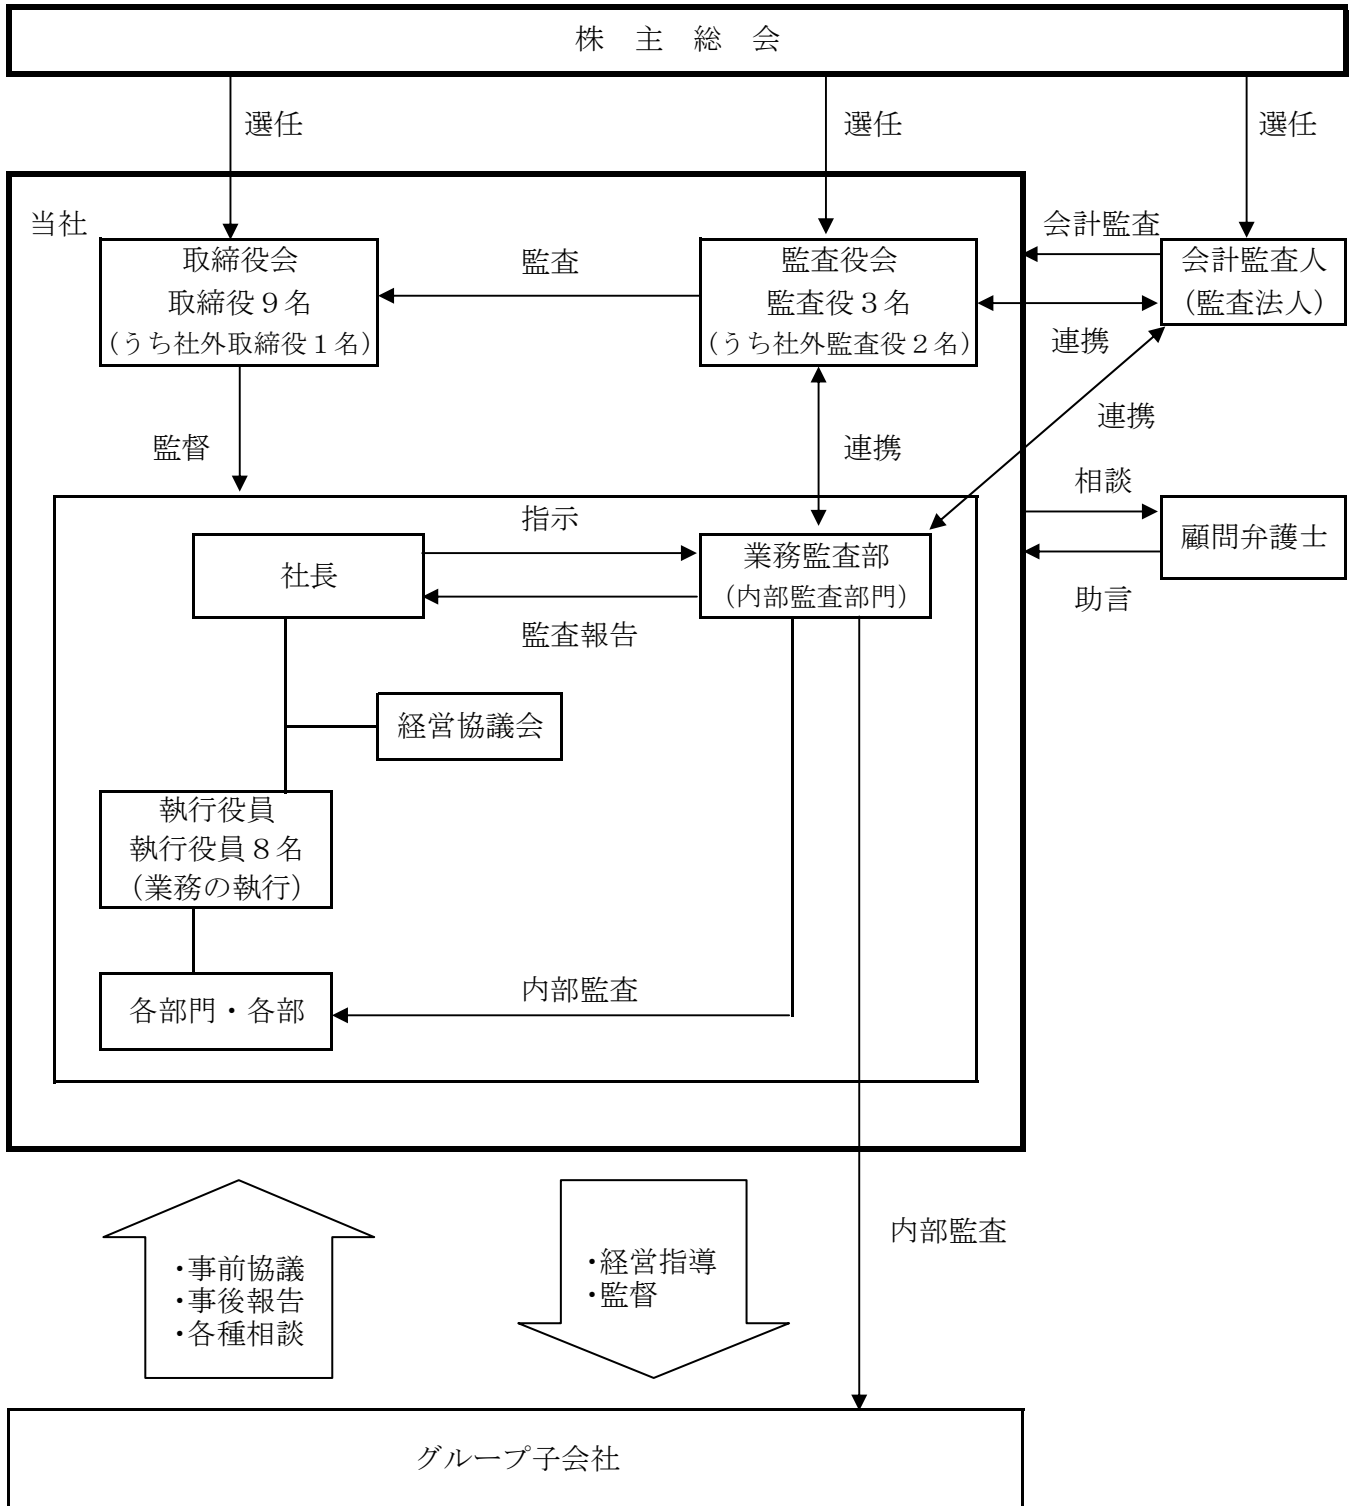 株　主　総　会
選任
選任
選任
当社
取締役会
取締役９名
（うち社外取締役１名）
監査
監査役会
監査役３名
（うち社外監査役２名）
会計監査
会計監査人
（監査法人）
連携
連携
監督
連携
相談
顧問弁護士
助言
指示
社長
業務監査部
（内部監査部門）
監査報告
経営協議会
執行役員
執行役員８名
（業務の執行）
内部監査
各部門・各部
・事前協議
・事後報告
・各種相談
・経営指導
・監督
内部監査
グループ子会社